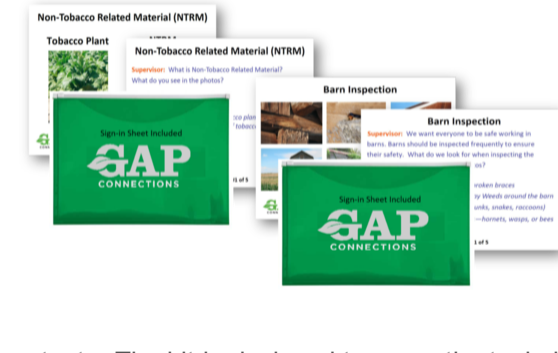 Non-Tobacco Related Material (NTRM)
Tobacco Plant
Non-Tobacco Related Material (NTRM)
Supervisor: What is Non-Tobacco Related Material?
What do you see in the photos?
Sign-in Sheet Included
GAP
CONNECTIONS
Barn Inspection
Barn Inspection
Supervisor: We want everyone to be safe working in
barns. Barns should be inspected frequently to ensure
their safety. What do we look for when inspecting the
braces
Weeds around the barn
snakes, raccoons)
—hornets, wasps, or bees
of 5
Sign-in Sheet Included
GAP
CONNECTIONS